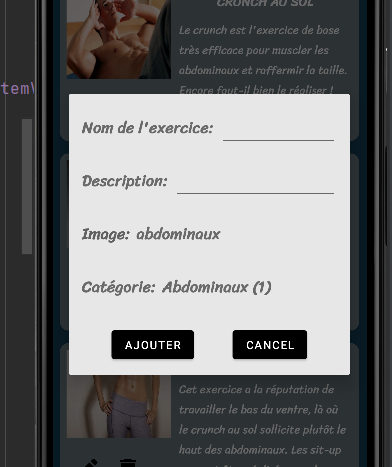 CRUNCH AU SOL
Le crunch est l'exercice de base
très efficace pour muscler les
abdominaux et raffermir la taille.
Encore faut-il bien le réaliser !
temV
Nom de l'exercice:
Description:
Image: abdominaux
Catégorie: Abdominaux (1)
AJOUTER CANCEL
Cet exercice a la réputation de
travailler le bas du ventre, là où
le crunch au sol sollicite plutôt le
haut des abdominaux. Les sit-up